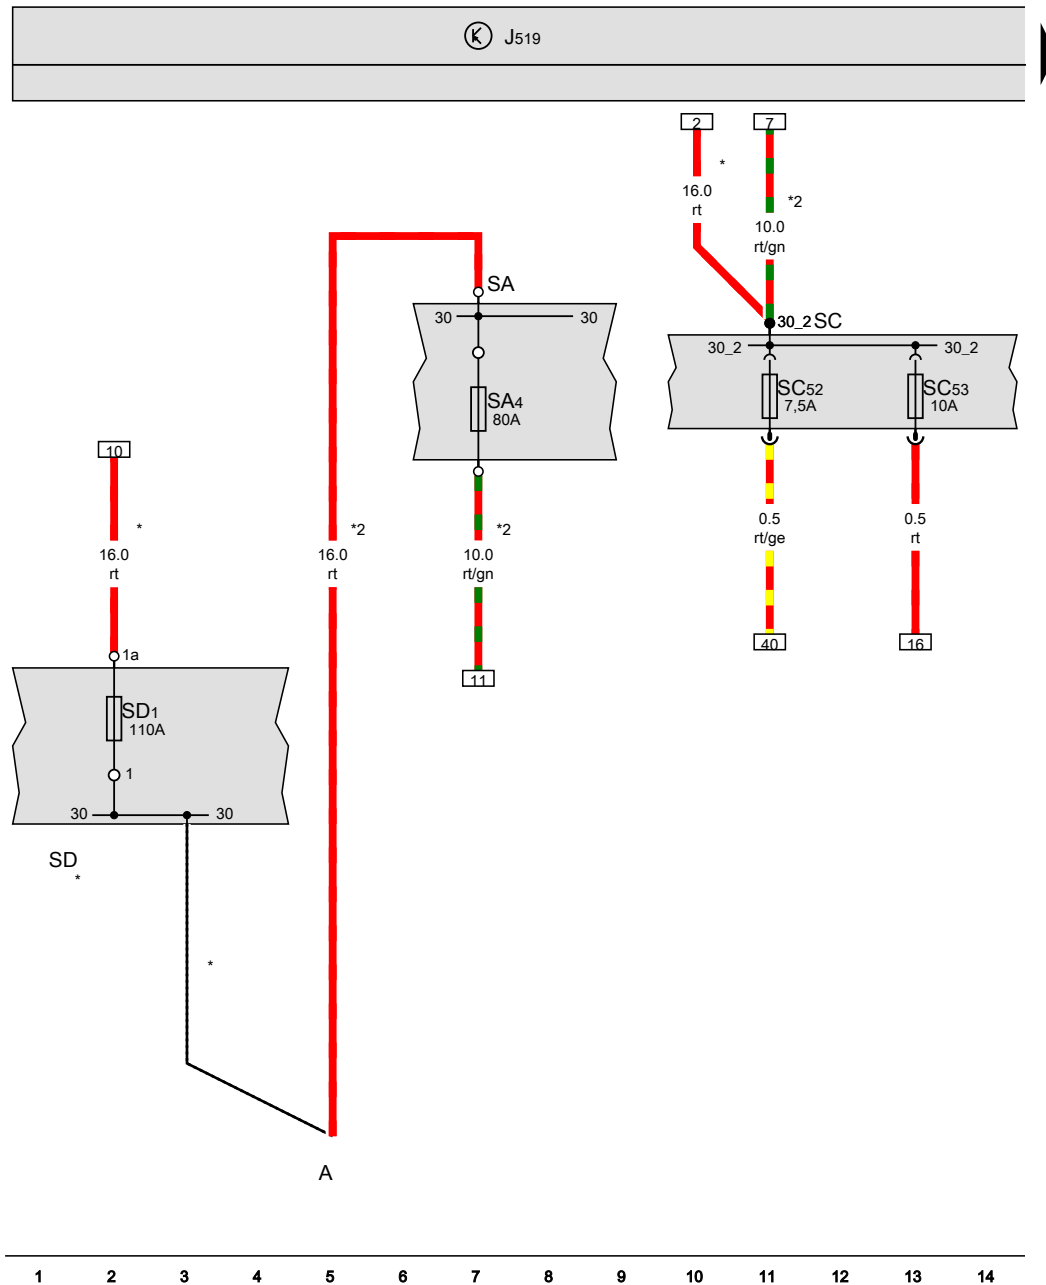 J519
2
7
*
16.0
rt
*2
10.0
rt/gn
SA
30
30
30_2 SC
30_2
30_2
SA4
80A
SC52
7,5A
SC53
10A
10
*
16.0
rt
*2
16.0
rt
*2
10.0
rt/gn
0.5
rt/ge
0.5
rt
40
16
11
1a
SD1
110A
1
30
30
SD
*
*
A
1 2 3 4 5 6 7 8 9 10 11 12 13 14